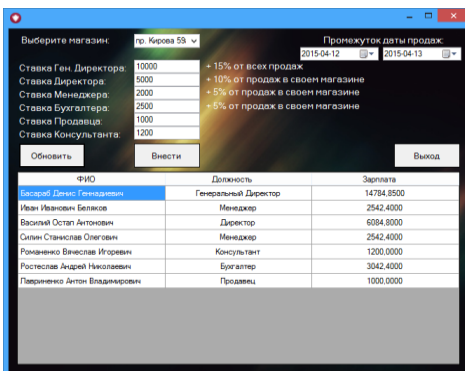 Выберите магазин: пр. Кирова 59 Промежуток даты продаж:
2015-04-12 2015-04-13
Ставка Ген. Директора: 10000 + 15% от всех продаж
Ставка Директора: 5000 + 10% от продаж в своем магазине
Ставка Менеджера: 2000 + 5% от продаж в своем магазине
Ставка Бухгалтера: 2500 + 5% от продаж в своем магазине
Ставка Продавца: 1000
Ставка Консультанта: 1200
Обновить Внести Выход
ФИО Должность Зарплата
Басараб Денис Геннадиевич Генеральный Директор 14784,8500
Иван Иванович Беляков Менеджер 2542,4000
Василий Остап Антонович Директор 6084,8000
Силин Станислав Олегович Менеджер 2542,4000
Романенко Вячеслав Игоревич Консультант 1200,0000
Ростеслав Андрей Николаевич Бухгалтер 3042,4000
Лавриненко Антон Владимирович Продавец 1000,0000